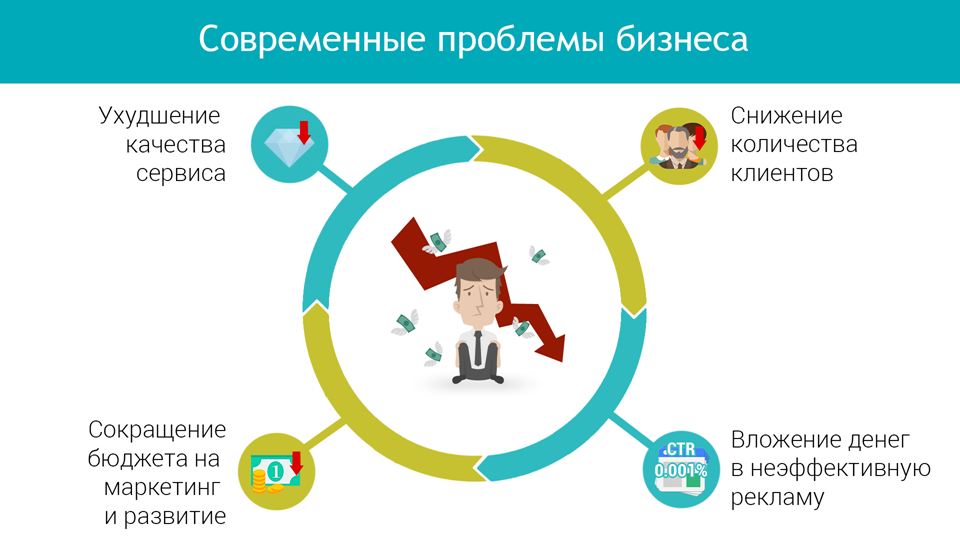 Современные проблемы бизнеса
Ухудшение
качества
сервиса
Снижение
количества
клиентов
Сокращение
бюджета на
маркетинг
и развитие
1
CTR
0.001%
Вложение денег
в неэффективную
рекламу